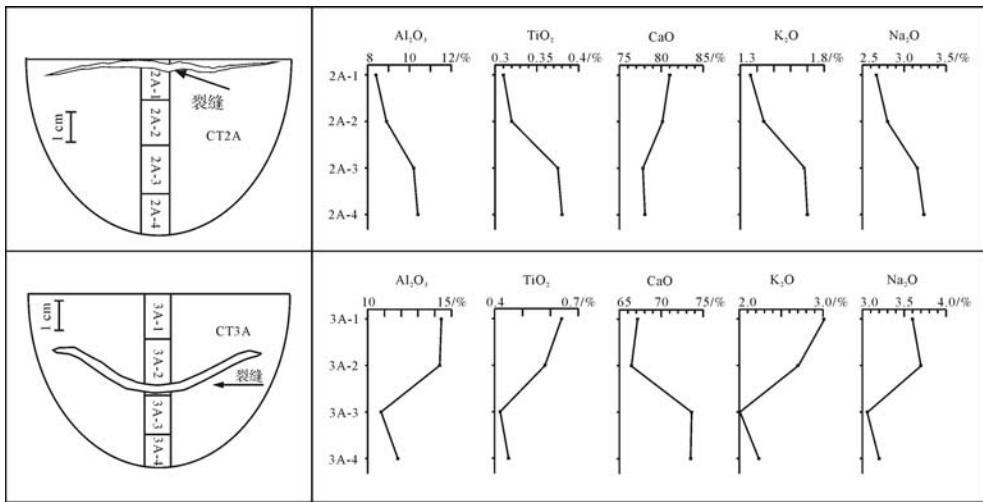 Al₂O₃ TiO₂ CaO K₂O Na₂O
8 10 12/% 0.3 0.35 0.4/% 75 80 85/% 1.3 1.8/% 2.5 3.0 3.5/%
2A-1
2A-2
2A-3
2A-4
裂缝
CT2A
1cm
2A-1
2A-2
2A-3
2A-4
Al₂O₃ TiO₂ CaO K₂O Na₂O
10 15/% 0.4 0.7/% 65 70 75/% 2.0 3.0/% 3.0 3.5 4.0/%
3A-1
3A-2
3A-3
3A-4
CT3A
裂缝
1cm
3A-1
3A-2
3A-3
3A-4